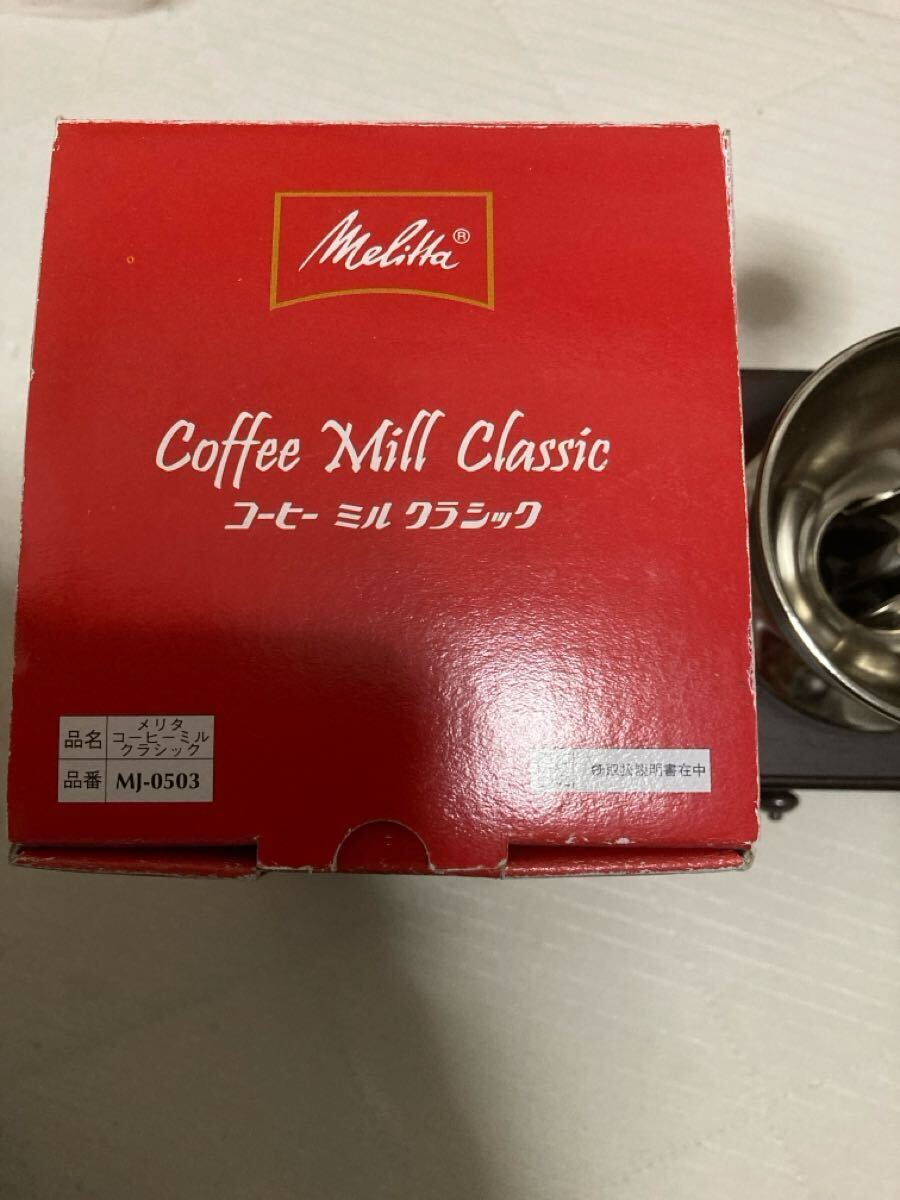 Melitta®
Coffee Mill Classic
コーヒー ミル クラシック
品名 メリタ
コーヒーミル
クラシック
品番 MJ-0503
取扱説明書在中